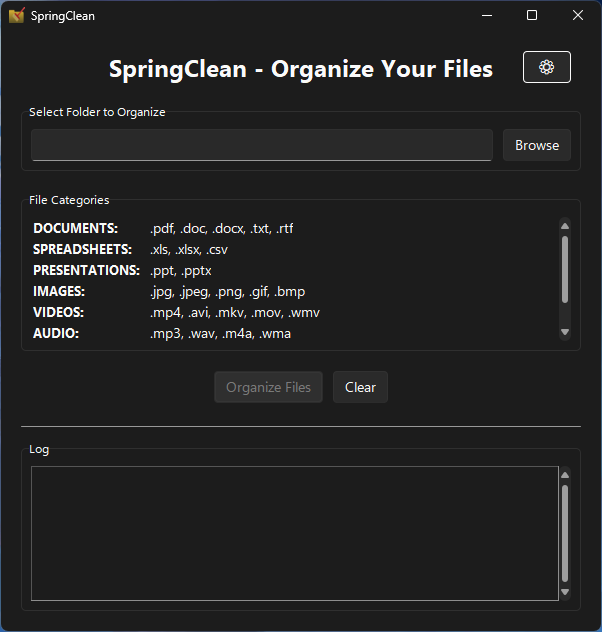 SpringClean
SpringClean - Organize Your Files
Select Folder to Organize
Browse
File Categories
DOCUMENTS: .pdf, .doc, .docx, .txt, .rtf
SPREADSHEETS: .xls, .xlsx, .csv
PRESENTATIONS: .ppt, .pptx
IMAGES: .jpg, .jpeg, .png, .gif, .bmp
VIDEOS: .mp4, .avi, .mkv, .mov, .wmv
AUDIO: .mp3, .wav, .m4a, .wma
Organize Files Clear
Log